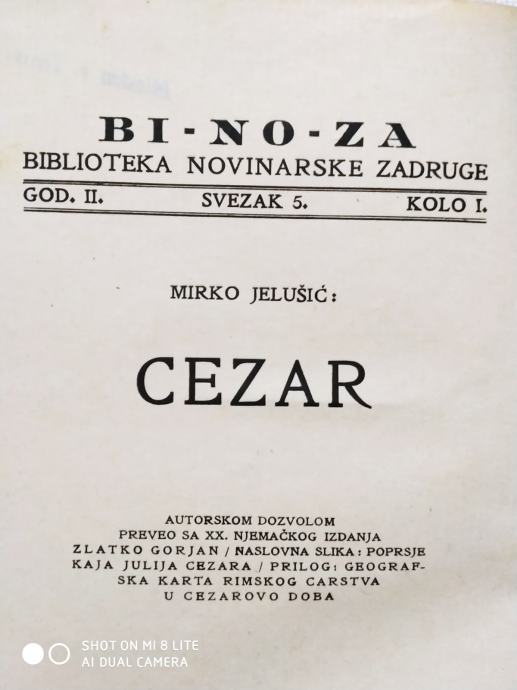 BI-NO-ZA
BIBLIOTEKA NOVINARSKE ZADRUGE
GOD. II. SVEZAK 5. KOLO I.
MIRKO JELUŠIĆ:
CEZAR
AUTORSKOM DOZVOLOM
PREVEO SA XX. NJEMAČKOG IZDANJA
ZLATKO GORJAN / NASLOVNA SLIKA: POPRSJE
KAJA JULIJA CEZARA / PRILOG: GEOGRAF-
SKA KARTA RIMSKOG CARSTVA
U CEZAROVO DOBA
SHOT ON MI 8 LITE
AI DUAL CAMERA